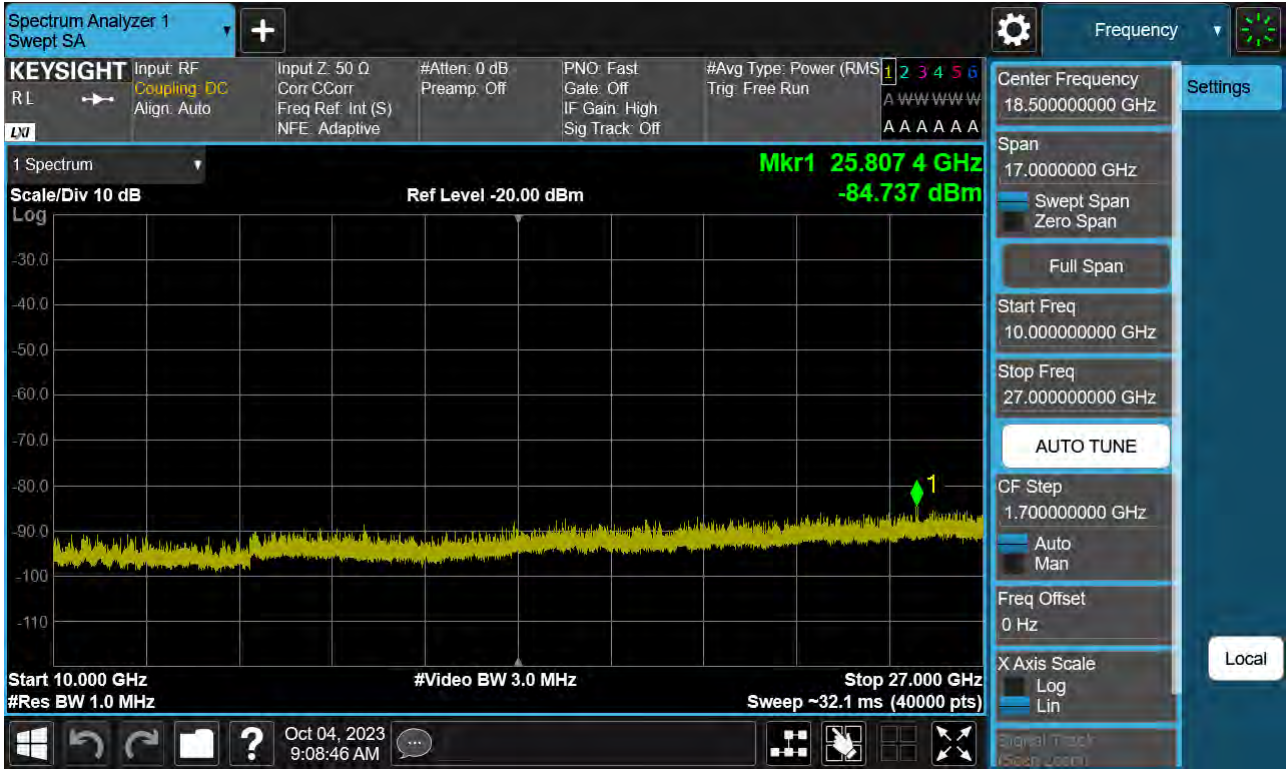 Spectrum Analyzer 1
Swept SA
+
Frequency
KEYSIGHT
R L
LXI
Input: RF
Coupling: DC
Align: Auto
Input Z: 50 Ω
Corr CCorr
Freq Ref: Int (S)
NFE: Adaptive
#Atten: 0 dB
Preamp: Off
PNO: Fast
Gate: Off
IF Gain: High
Sig Track: Off
#Avg Type: Power (RMS
Trig: Free Run
1 2 3 4 5 6
A W W W W W
A A A A A A
1 Spectrum
Scale/Div 10 dB
Ref Level -20.00 dBm
Mkr1 25.807 4 GHz
-84.737 dBm
Log
-30.0
-40.0
-50.0
-60.0
-70.0
-80.0
-90.0
-100
-110
1
Start 10.000 GHz
#Video BW 3.0 MHz
Stop 27.000 GHz
#Res BW 1.0 MHz
Sweep ~32.1 ms (40000 pts)
Center Frequency
18.500000000 GHz
Span
17.0000000 GHz
Swept Span
Zero Span
Full Span
Start Freq
10.000000000 GHz
Stop Freq
27.000000000 GHz
AUTO TUNE
CF Step
1.700000000 GHz
Auto
Man
Freq Offset
0 Hz
X Axis Scale
Log
Lin
Signal Track
(Span Zoom)
Settings
Local
?
Oct 04, 2023
9:08:46 AM